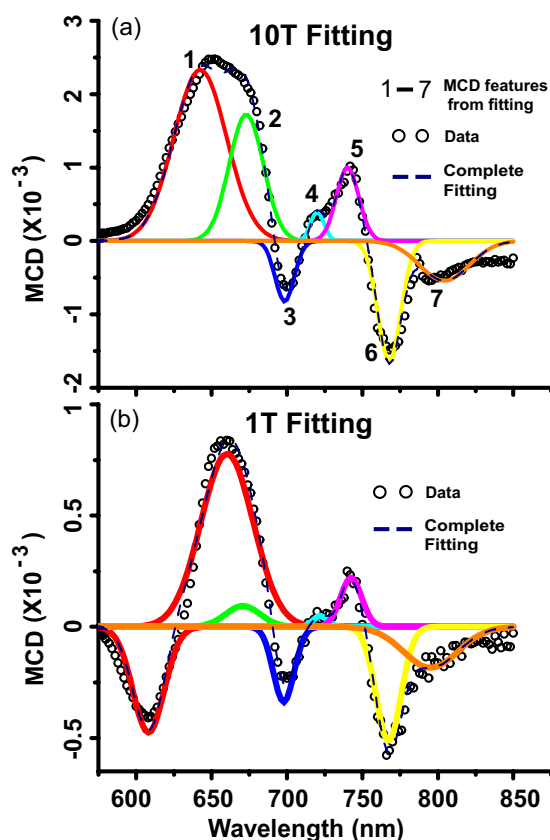 (a)
10T Fitting
3
2
1
0
-1
-2
MCD (X10⁻³)
1
2
3
4
5
6
7
1 — 7 MCD features
from fitting
Data
Complete
Fitting
(b)
1T Fitting
1
0.5
0
-0.5
MCD (X10⁻³)
Data
Complete
Fitting
600 650 700 750 800 850
Wavelength (nm)